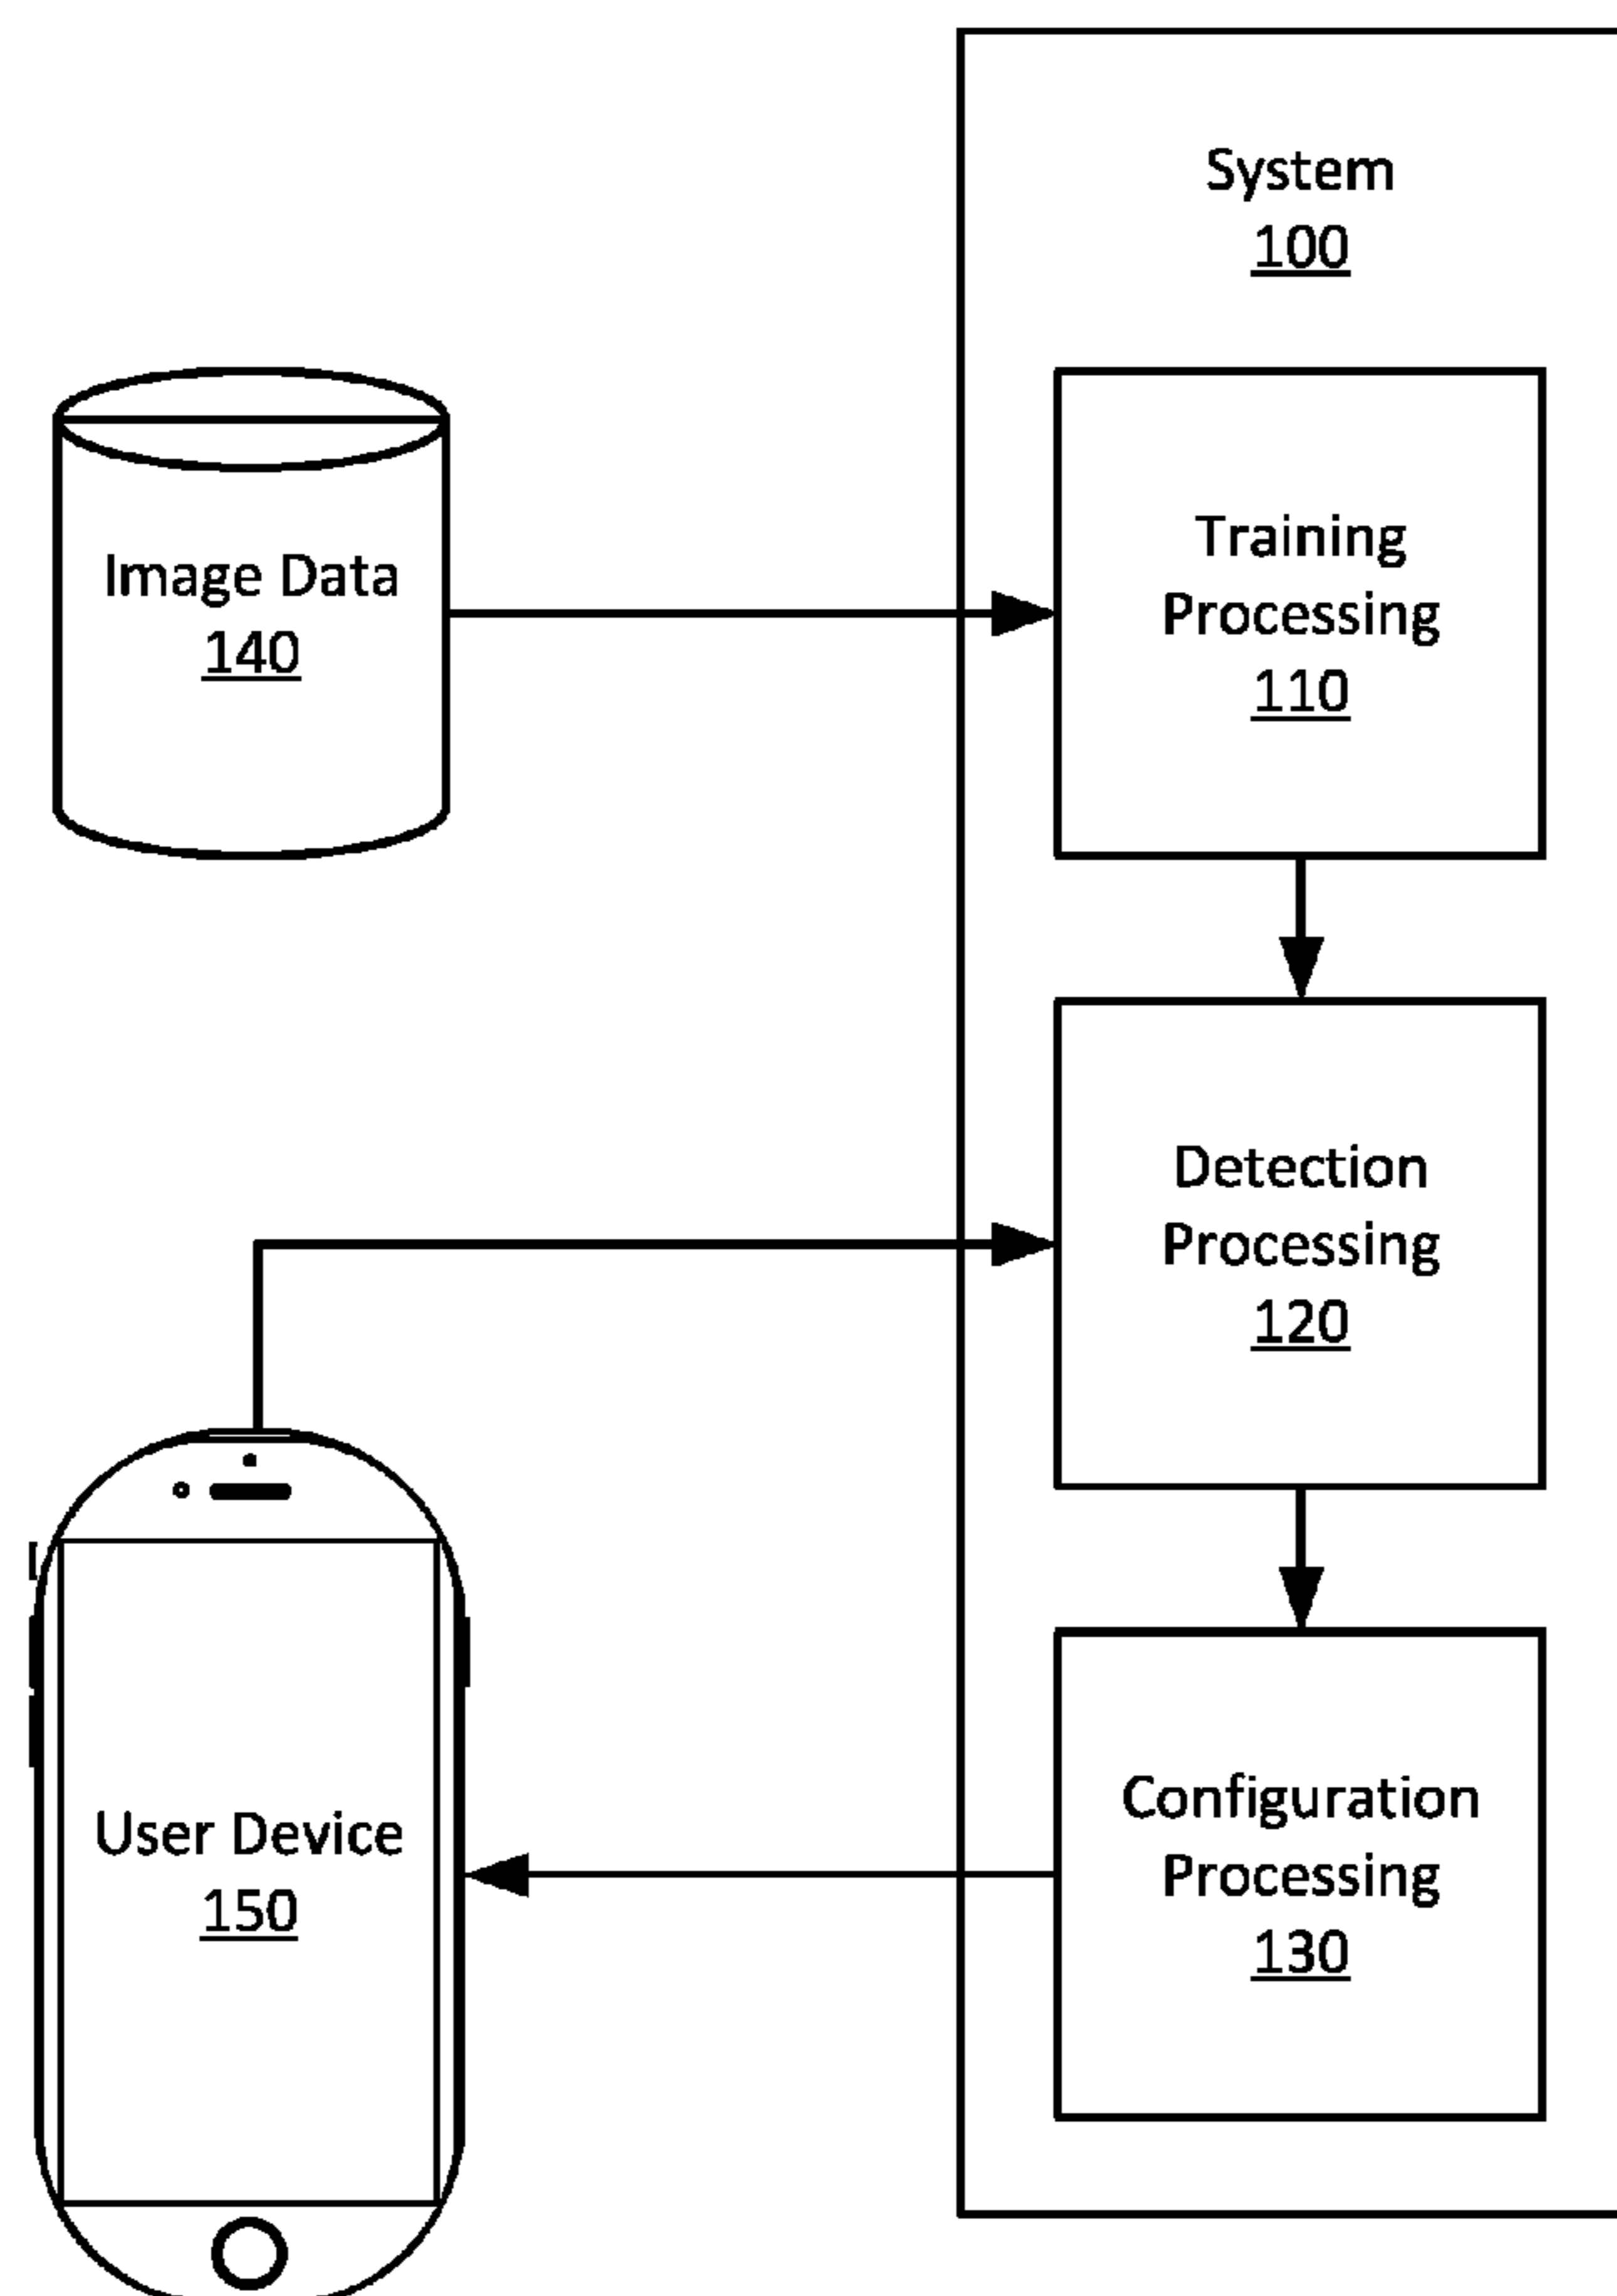 System
100
Image Data
140
Training
Processing
110
Detection
Processing
120
User Device
150
Configuration
Processing
130